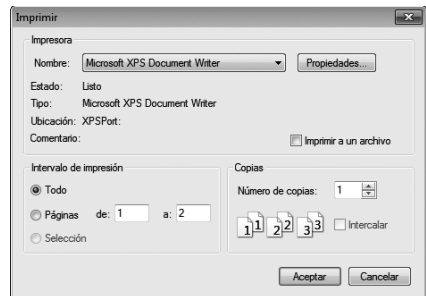 Imprimir
Impresora
Nombre: Microsoft XPS Document Writer Propiedades...
Estado: Listo
Tipo: Microsoft XPS Document Writer
Ubicación: XPSPort:
Comentario: Imprimir a un archivo
Intervalo de impresión
Todo
Páginas de: 1 a: 2
Selección
Copias
Número de copias: 1
1 1 2 2 3 3 Intercalar
Aceptar Cancelar